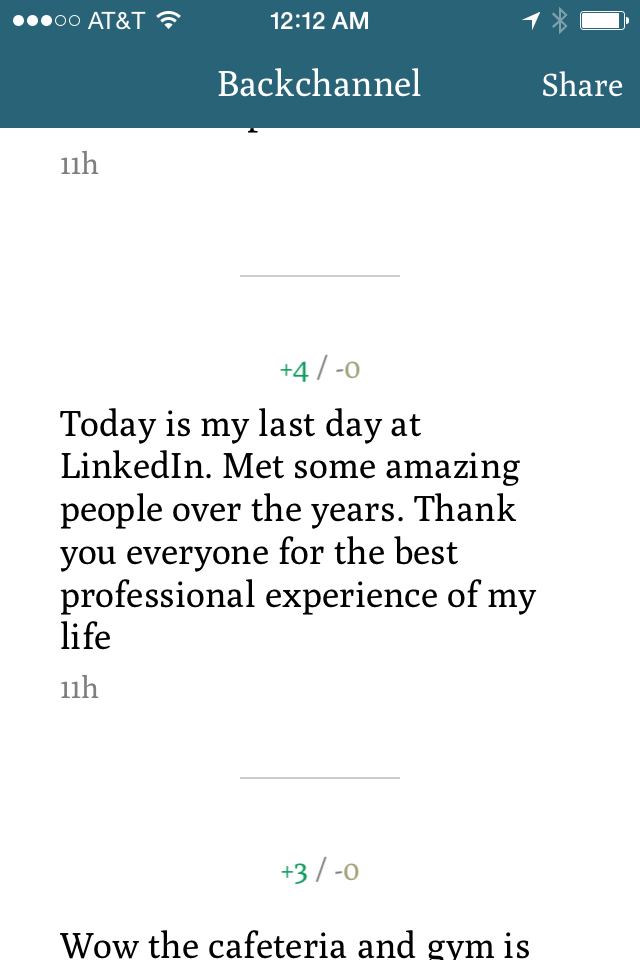 AT&T 12:12 AM
Backchannel Share
11h
+4 / -0
Today is my last day at
LinkedIn. Met some amazing
people over the years. Thank
you everyone for the best
professional experience of my
life
11h
+3 / -0
Wow the cafeteria and gym is